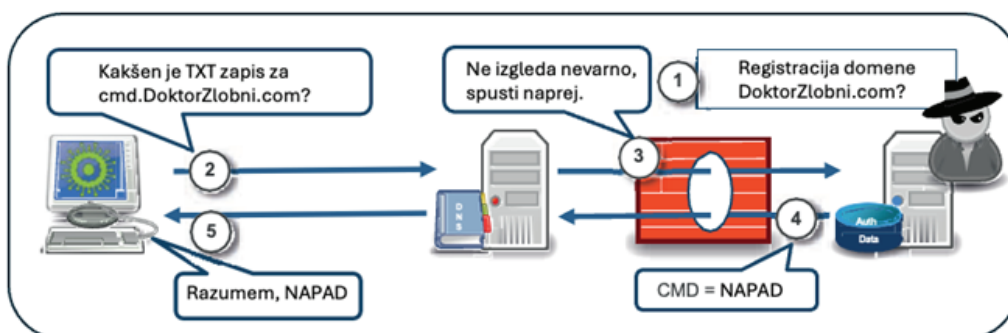 Kakšen je TXT zapis za
cmd.DoktorZlobni.com?
Ne izgleda nevarno,
spusti naprej.
1
Registracija domene
DoktorZlobni.com?
2
3
DNS
5
4
Auth
Data
Razumem, NAPAD
CMD = NAPAD